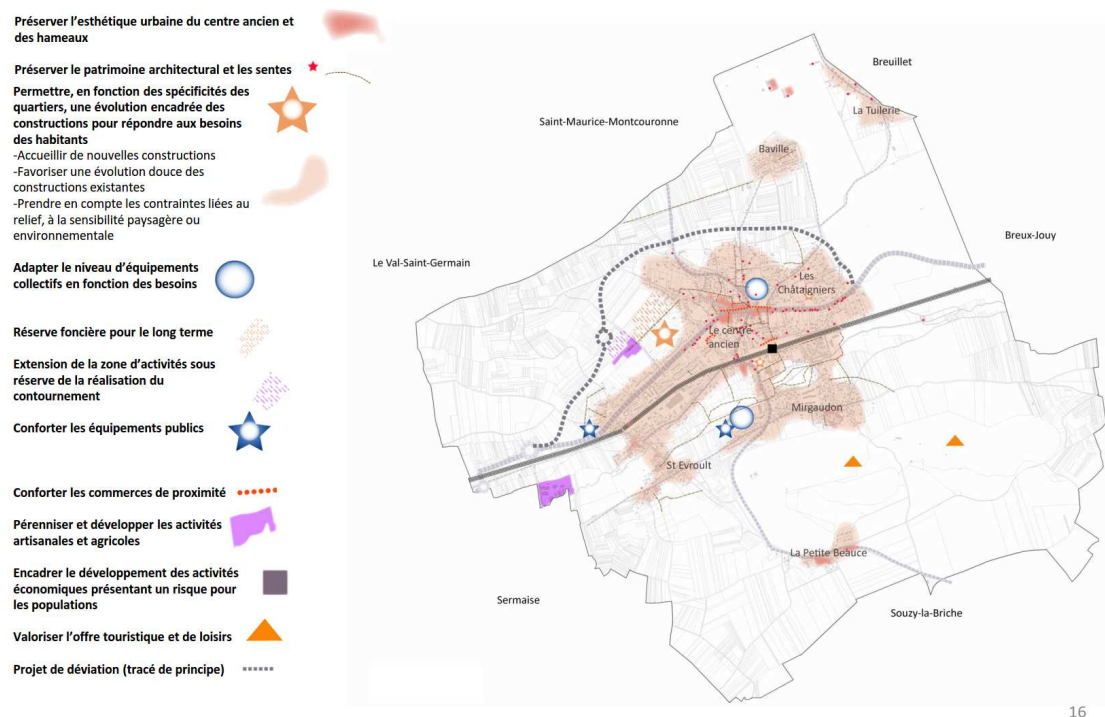 Préserver l'esthétique urbaine du centre ancien et
des hameaux
Préserver le patrimoine architectural et les sentes
Permettre, en fonction des spécificités des
quartiers, une évolution encadrée des
constructions pour répondre aux besoins
des habitants
-Accueillir de nouvelles constructions
-Favoriser une évolution douce des
constructions existantes
-Prendre en compte les contraintes liées au
relief, à la sensibilité paysagère ou
environnementale
Adapter le niveau d'équipements
collectifs en fonction des besoins
Réserve foncière pour le long terme
Extension de la zone d'activités sous
réserve de la réalisation du
contournement
Conforter les équipements publics
Conforter les commerces de proximité
Pérenniser et développer les activités
artisanales et agricoles
Encadrer le développement des activités
économiques présentant un risque pour
les populations
Valoriser l'offre touristique et de loisirs
Projet de déviation (tracé de principe)
Breuillet
La Tuilerie
Saint-Maurice-Montcouronne
Baville
Breux-Jouy
Le Val-Saint-Germain
Les
Châtaigniers
Le centre
ancien
Mirgaudon
St Evroult
La Petite Beauce
Sermaise
Souzy-la-Briche
16